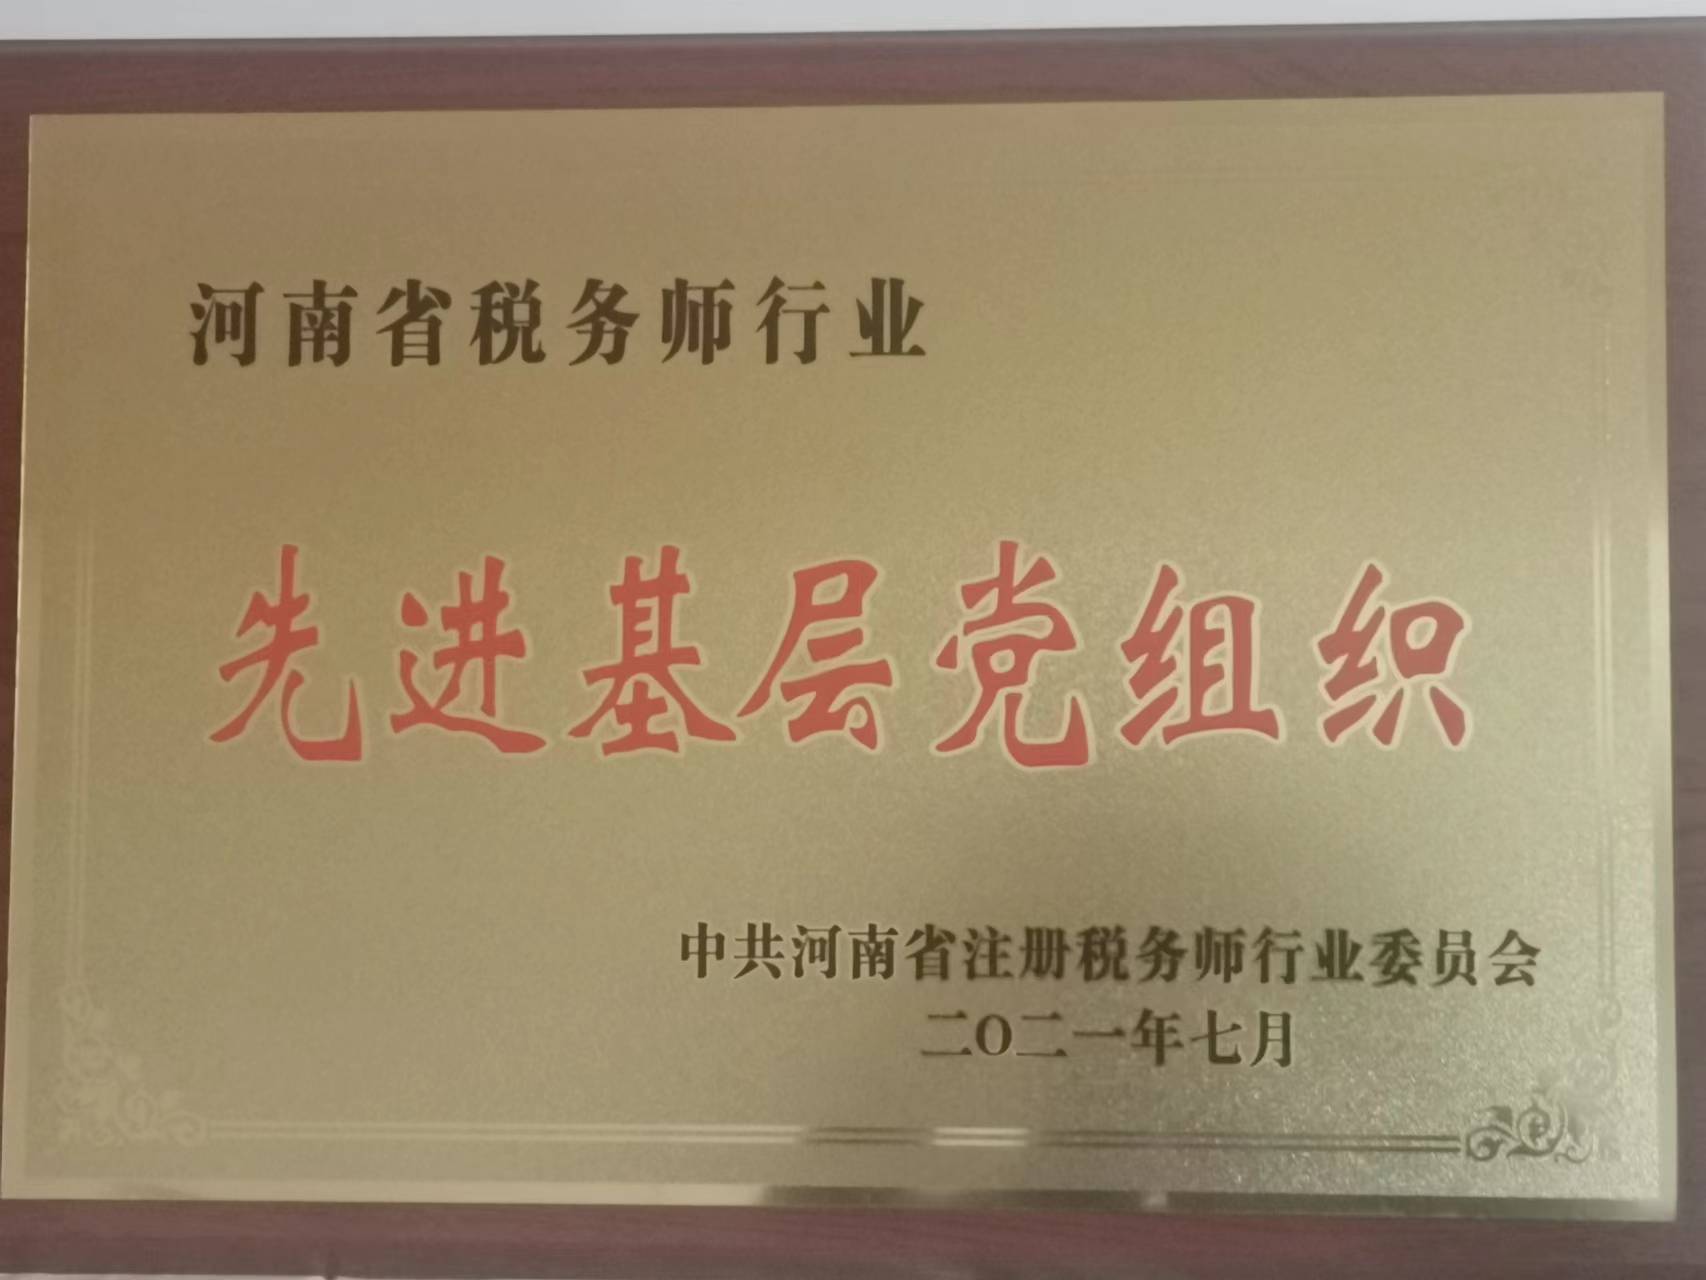 河南省税务师行业
先进基层党组织
中共河南省注册税务师行业委员会
二O二一年七月